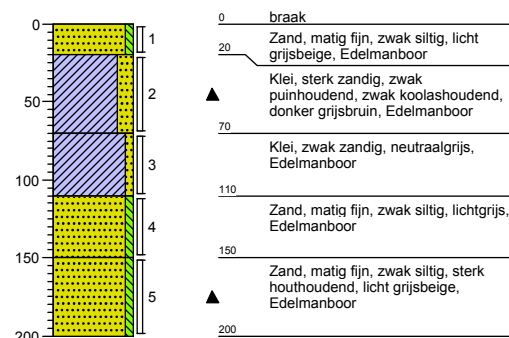 0
50
100
150
200
1
2
3
4
5
0 braak
Zand, matig fijn, zwak siltig, licht
grijsbeige, Edelmanboor
20
Klei, sterk zandig, zwak
puinhoudend, zwak koolashoudend,
donker grijsbruin, Edelmanboor
70
Klei, zwak zandig, neutraalgrijs,
Edelmanboor
110
Zand, matig fijn, zwak siltig, lichtgrijs,
Edelmanboor
150
Zand, matig fijn, zwak siltig, sterk
houthoudend, licht grijsbeige,
Edelmanboor
200